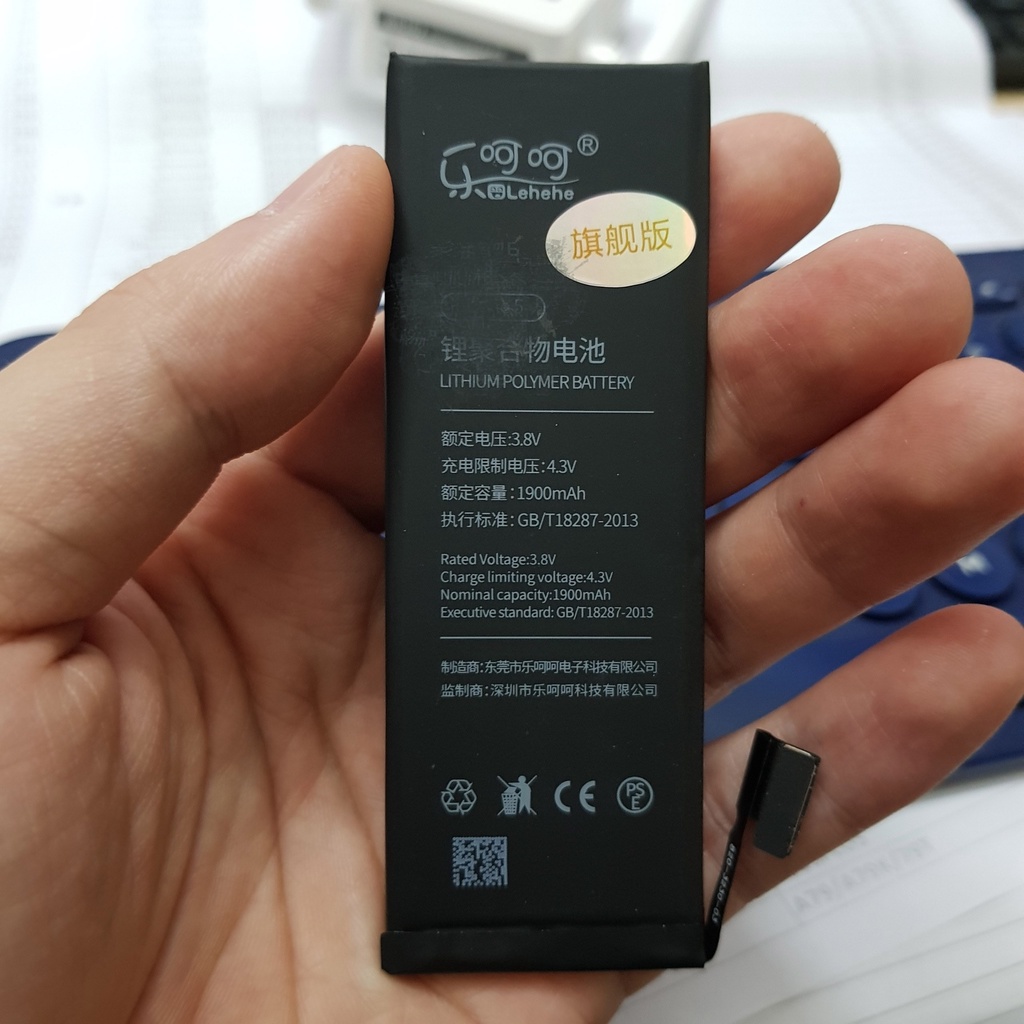 乐呵呵®
Lehehe
旗舰版
锂聚合物电池
LITHIUM POLYMER BATTERY
额定电压:3.8V
充电限制电压:4.3V
额定容量:1900mAh
执行标准:GB/T18287-2013
Rated Voltage:3.8V
Charge limiting voltage:4.3V
Nominal capacity:1900mAh
Executive standard: GB/T18287-2013
制造商:东莞市乐呵呵电子科技有限公司
监制商:深圳市乐呵呵科技有限公司
CE
PSE